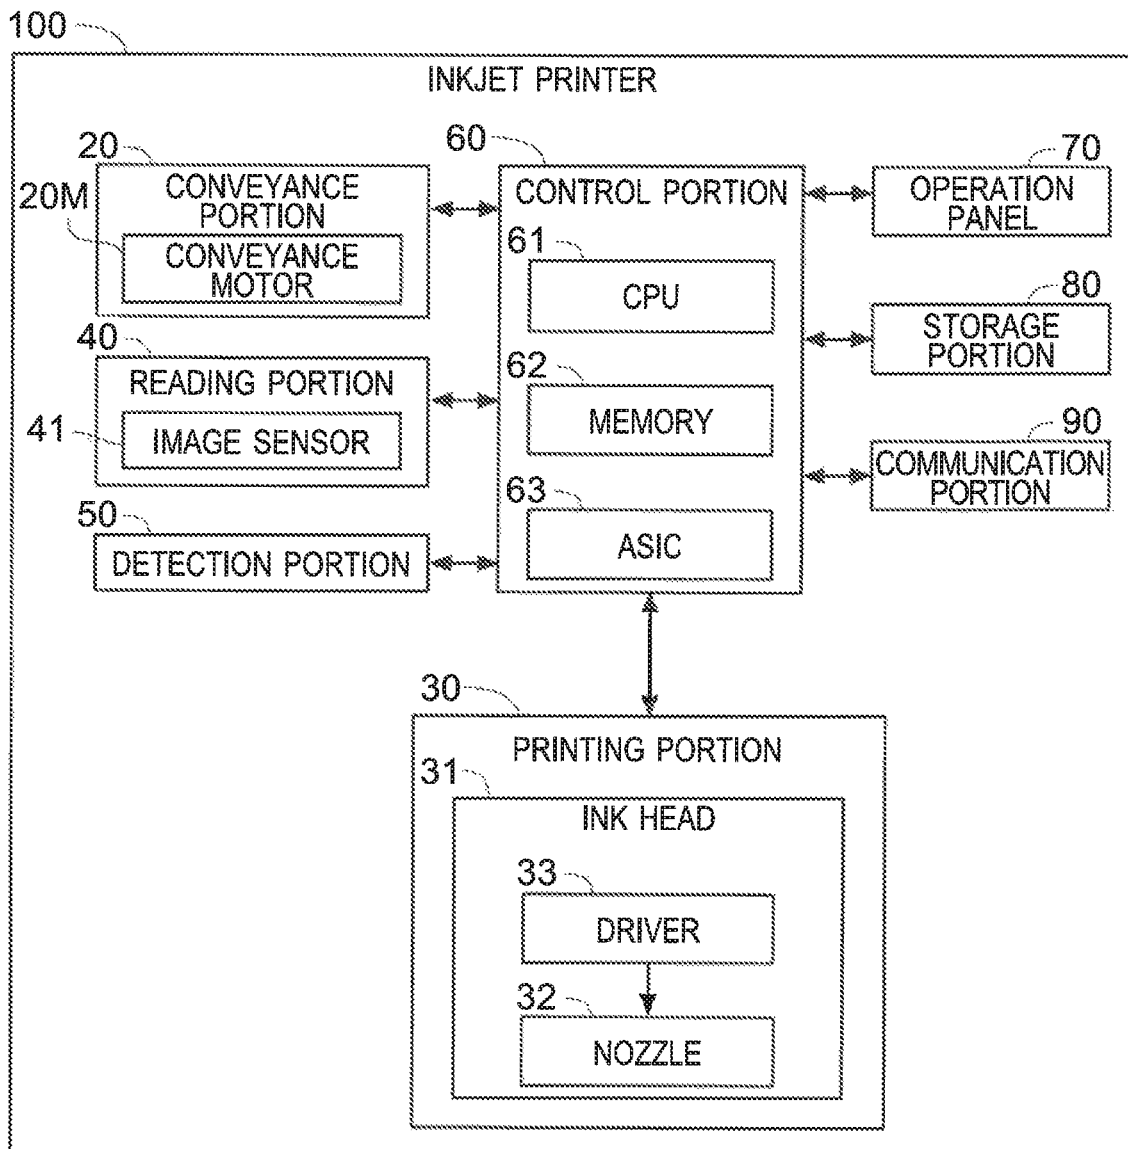 100
INKJET PRINTER
20
CONVEYANCE
PORTION
20M
CONVEYANCE
MOTOR
40
READING PORTION
41
IMAGE SENSOR
50
DETECTION PORTION
60
CONTROL PORTION
61
CPU
62
MEMORY
63
ASIC
70
OPERATION
PANEL
80
STORAGE
PORTION
90
COMMUNICATION
PORTION
30
PRINTING PORTION
31
INK HEAD
33
DRIVER
32
NOZZLE